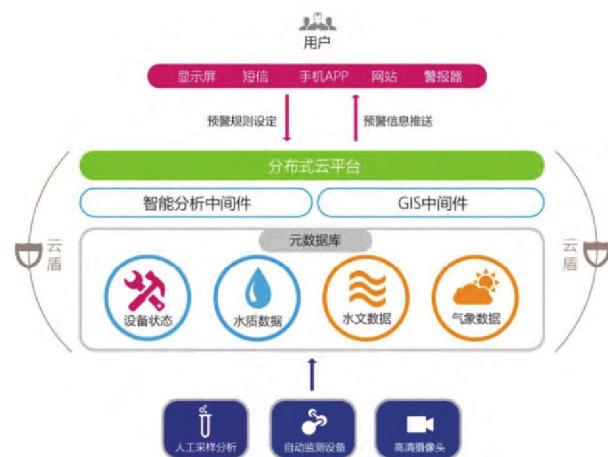 用户
显示屏 短信 手机APP 网站 警报器
预警规则设定 预警信息推送
分布式云平台
智能分析中间件 GIS中间件
云盾
云盾
元数据库
设备状态 水质数据 水文数据 气象数据
人工采样分析 自动监测设备 高清摄像头